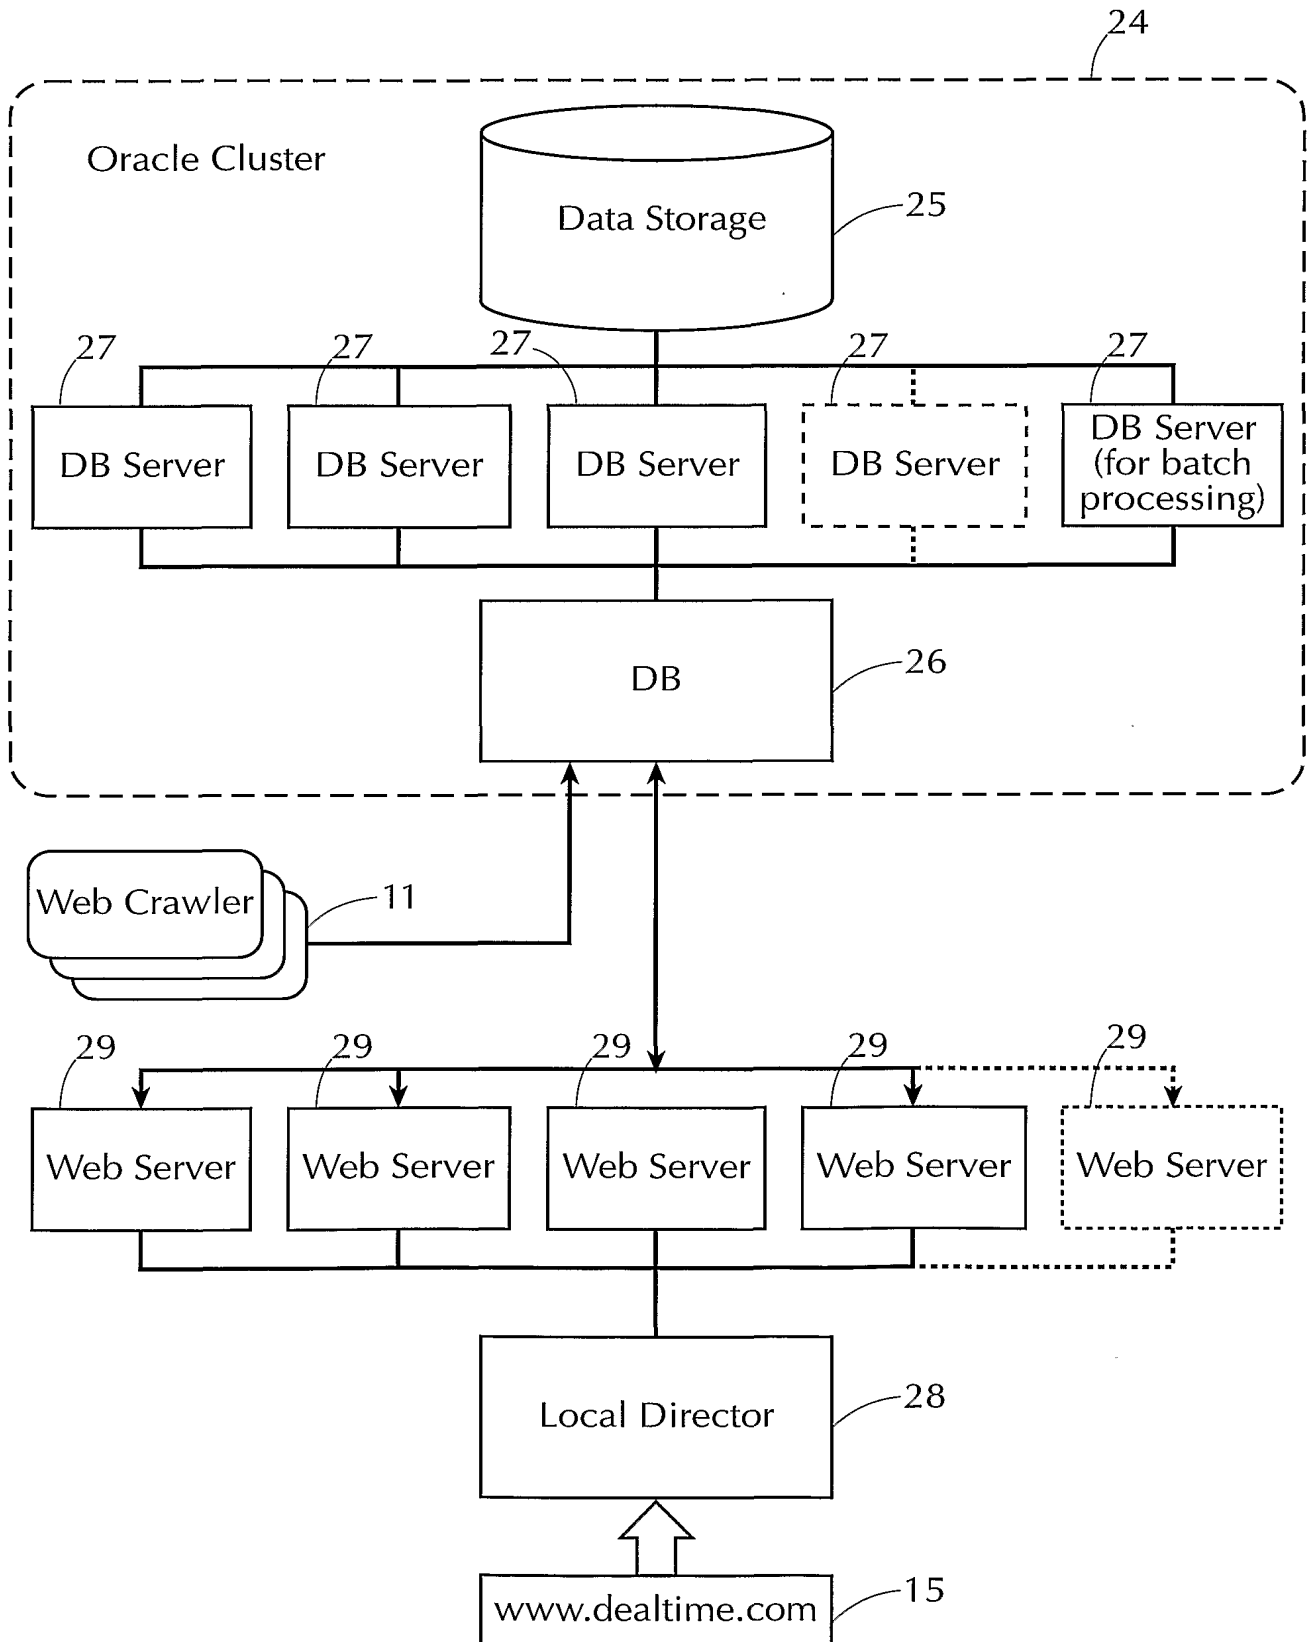 24
Oracle Cluster
Data Storage
25
27 27 27 27 27
DB Server DB Server DB Server DB Server DB Server
(for batch
processing)
DB
26
Web Crawler
11
29 29 29 29 29
Web Server Web Server Web Server Web Server Web Server
Local Director
28
www.dealtime.com
15